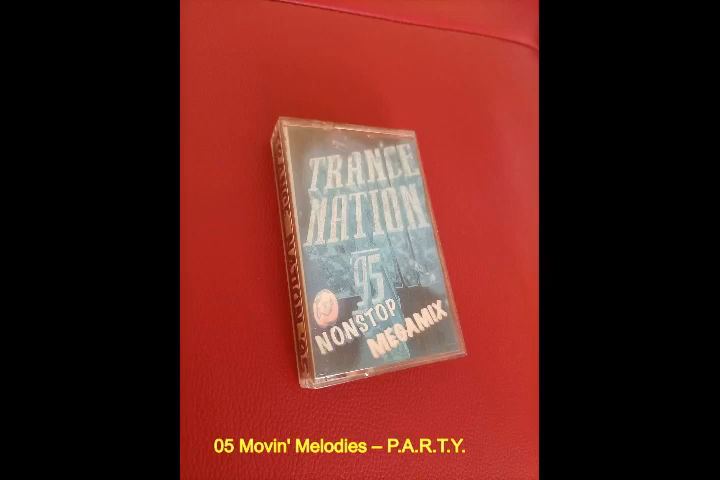 TRANCE
NATION
'95
NONSTOP
MEGAMIX
05 Movin' Melodies – P.A.R.T.Y.